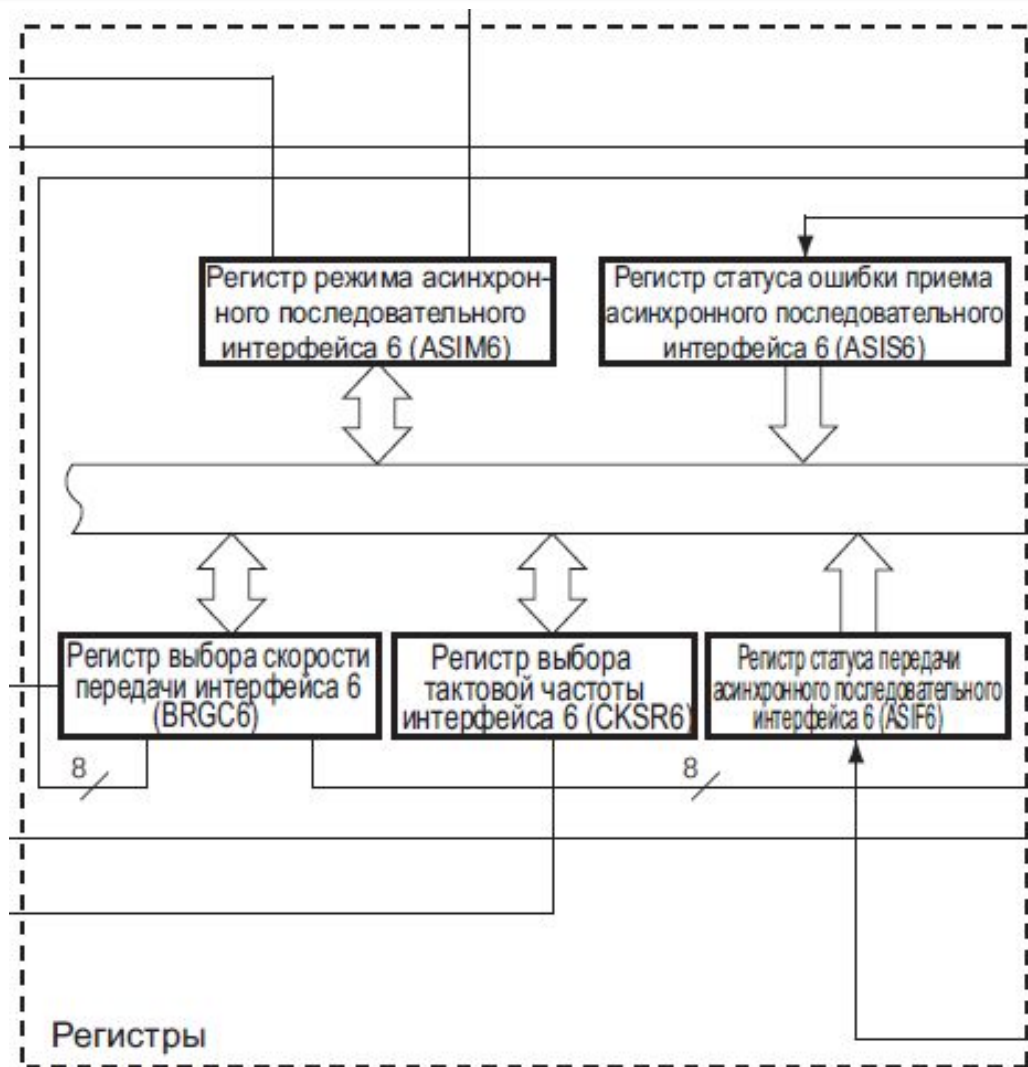 Регистр режима асинхрон-
ного последовательного
интерфейса 6 (ASIM6)
Регистр статуса ошибки приема
асинхронного последовательного
интерфейса 6 (ASIS6)
Регистр выбора скорости
передачи интерфейса 6
(BRGC6)
Регистр выбора
тактовой частоты
интерфейса 6 (CKSR6)
Регистр статуса передачи
асинхронного последовательного
интерфейса 6 (ASIF6)
8
8
Регистры